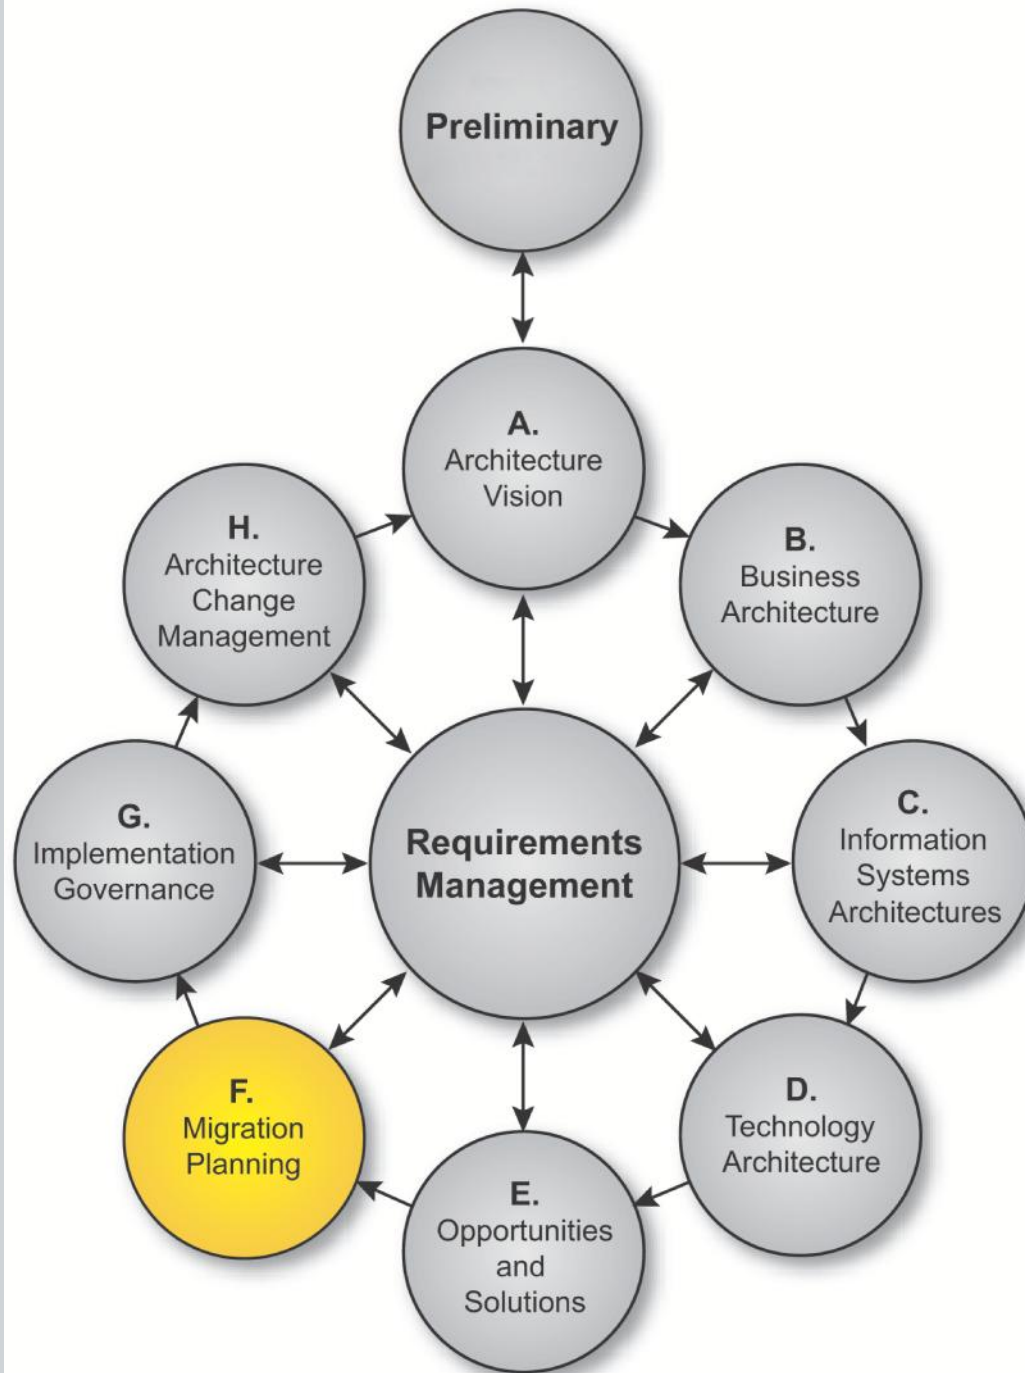 Preliminary
A.
Architecture
Vision
B.
Business
Architecture
C.
Information
Systems
Architectures
D.
Technology
Architecture
E.
Opportunities
and
Solutions
F.
Migration
Planning
G.
Implementation
Governance
H.
Architecture
Change
Management
Requirements
Management